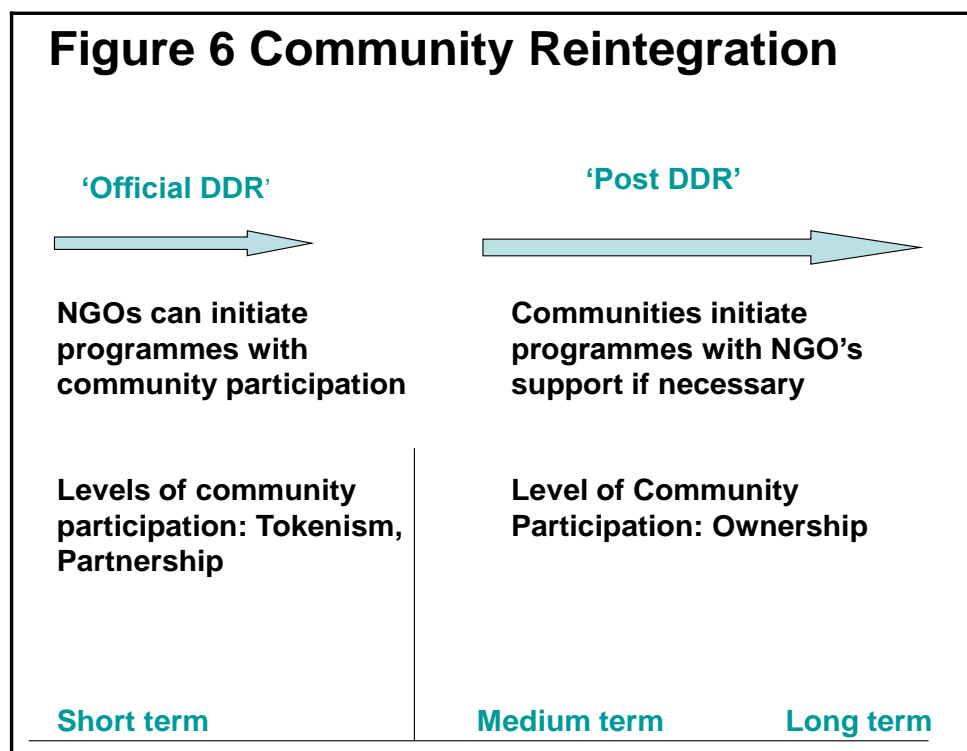 Figure 6 Community Reintegration
‘Official DDR’
‘Post DDR’
NGOs can initiate
programmes with
community participation
Communities initiate
programmes with NGO’s
support if necessary
Levels of community
participation: Tokenism,
Partnership
Level of Community
Participation: Ownership
Short term
Medium term
Long term